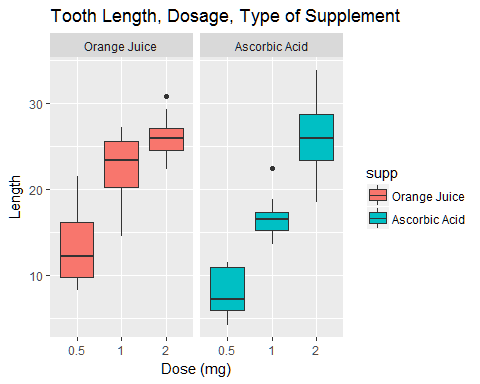 Tooth Length, Dosage, Type of Supplement
Orange Juice
Ascorbic Acid
30
20
10
Length
0.5
1
2
0.5
1
2
Dose (mg)
supp
Orange Juice
Ascorbic Acid